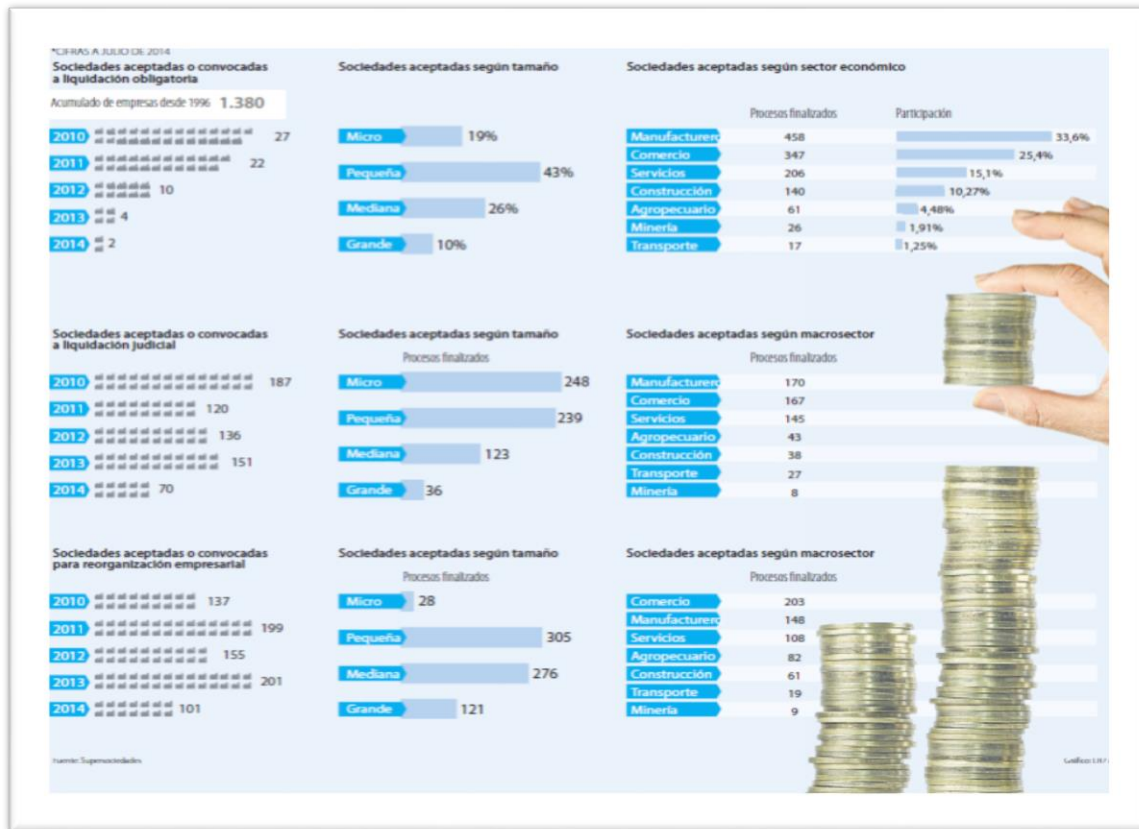 *CIFRAS A JULIO DE 2014
Sociedades aceptadas o convocadas
a liquidación obligatoria
Acumulado de empresas desde 1996 1.380
2010 27
2011 22
2012 10
2013 4
2014 2
Sociedades aceptadas según tamaño
Micro 19%
Pequeña 43%
Mediana 26%
Grande 10%
Sociedades aceptadas según sector económico
Procesos finalizados Participación
Manufacturero 458 33,6%
Comercio 347 25,4%
Servicios 206 15,1%
Construcción 140 10,27%
Agropecuario 61 4,48%
Minería 26 1,91%
Transporte 17 1,25%
Sociedades aceptadas o convocadas
a liquidación judicial
2010 187
2011 120
2012 136
2013 151
2014 70
Sociedades aceptadas según tamaño
Procesos finalizados
Micro 248
Pequeña 239
Mediana 123
Grande 36
Sociedades aceptadas según macrosector
Procesos finalizados
Manufacturero 170
Comercio 167
Servicios 145
Agropecuario 43
Construcción 38
Transporte 27
Minería 8
Sociedades aceptadas o convocadas
para reorganización empresarial
2010 137
2011 199
2012 155
2013 201
2014 101
Sociedades aceptadas según tamaño
Procesos finalizados
Micro 28
Pequeña 305
Mediana 276
Grande 121
Sociedades aceptadas según macrosector
Procesos finalizados
Comercio 203
Manufacturero 148
Servicios 108
Agropecuario 82
Construcción 61
Transporte 19
Minería 9
Fuente: Supersociedades
Gráfico: